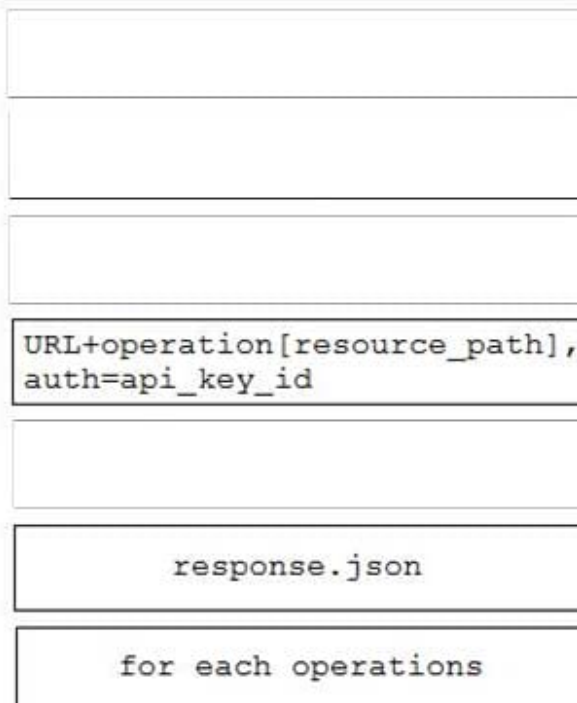 URL+operation[resource_path],
auth=api_key_id
response.json
for each operations